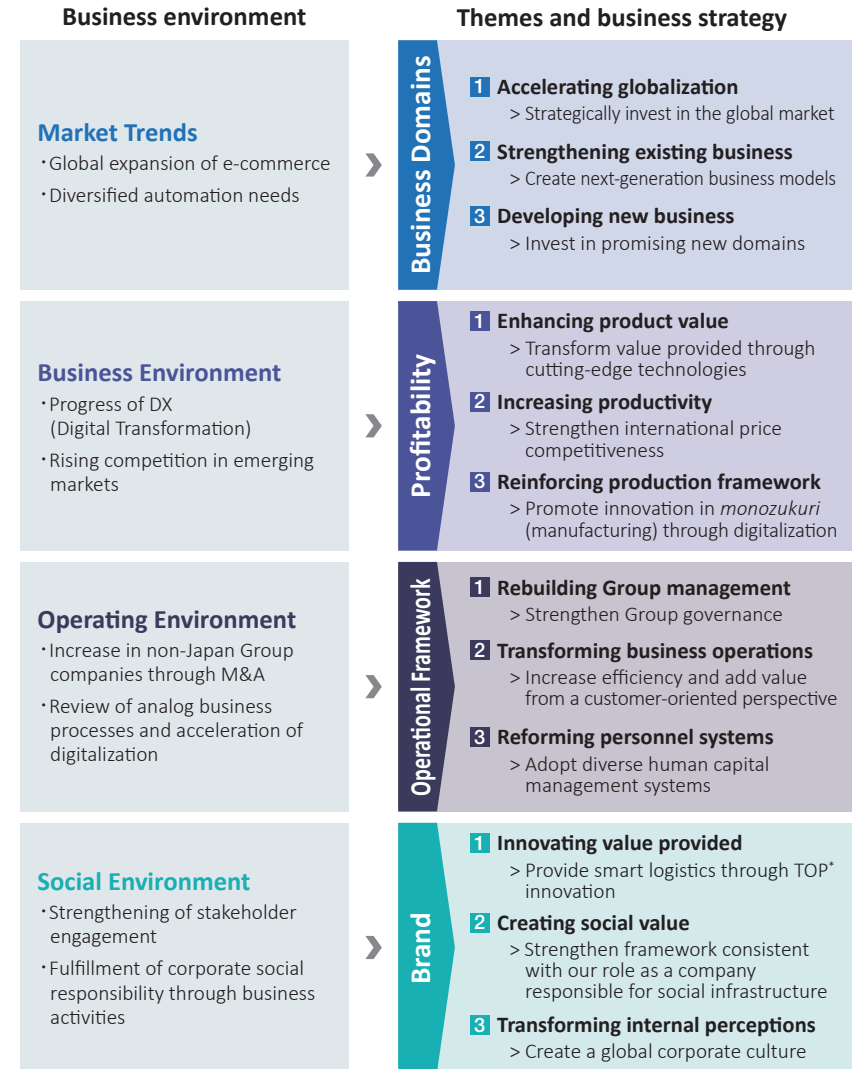 Business environment
Themes and business strategy
Market Trends
・Global expansion of e-commerce
・Diversified automation needs
Business Domains
1 Accelerating globalization
> Strategically invest in the global market
2 Strengthening existing business
> Create next-generation business models
3 Developing new business
> Invest in promising new domains
Business Environment
・Progress of DX
(Digital Transformation)
・Rising competition in emerging
markets
Profitability
1 Enhancing product value
> Transform value provided through
cutting-edge technologies
2 Increasing productivity
> Strengthen international price
competitiveness
3 Reinforcing production framework
> Promote innovation in monozukuri
(manufacturing) through digitalization
Operating Environment
・Increase in non-Japan Group
companies through M&A
・Review of analog business
processes and acceleration of
digitalization
Operational Framework
1 Rebuilding Group management
> Strengthen Group governance
2 Transforming business operations
> Increase efficiency and add value
from a customer-oriented perspective
3 Reforming personnel systems
> Adopt diverse human capital
management systems
Social Environment
・Strengthening of stakeholder
engagement
・Fulfillment of corporate social
responsibility through business
activities
Brand
1 Innovating value provided
> Provide smart logistics through TOP*
innovation
2 Creating social value
> Strengthen framework consistent
with our role as a company
responsible for social infrastructure
3 Transforming internal perceptions
> Create a global corporate culture